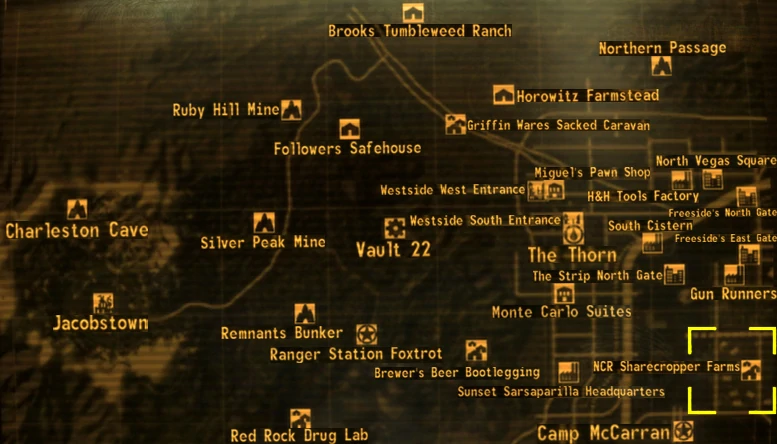 Brooks Tumbleweed Ranch
Northern Passage
Horowitz Farmstead
Ruby Hill Mine
Griffin Wares Sacked Caravan
Followers Safehouse
North Vegas Square
Miguel's Pawn Shop
Westside West Entrance
H&H Tools Factory
Freeside's North Gate
Westside South Entrance
South Cistern
Charleston Cave
Silver Peak Mine
Vault 22
Freeside's East Gate
The Thorn
The Strip North Gate
Gun Runners
Monte Carlo Suites
Jacobstown
Remnants Bunker
Ranger Station Foxtrot
NCR Sharecropper Farms
Brewer's Beer Bootlegging
Sunset Sarsaparilla Headquarters
Red Rock Drug Lab
Camp McCarran